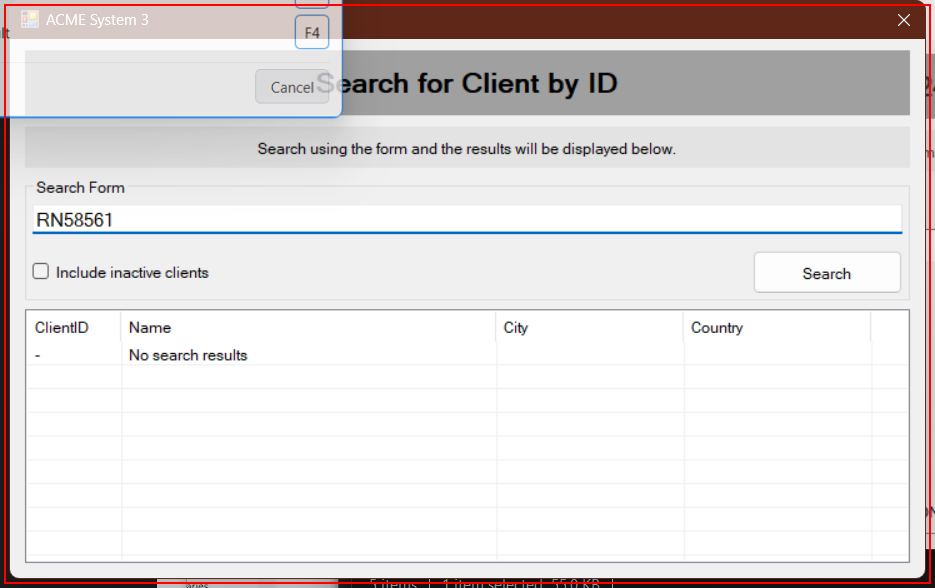 ACME System 3
F4
Cancel
Search for Client by ID
Search using the form and the results will be displayed below.
Search Form
RN58561
Include inactive clients
Search
ClientID Name City Country
- No search results
5 items 1 item selected 55.0 KB